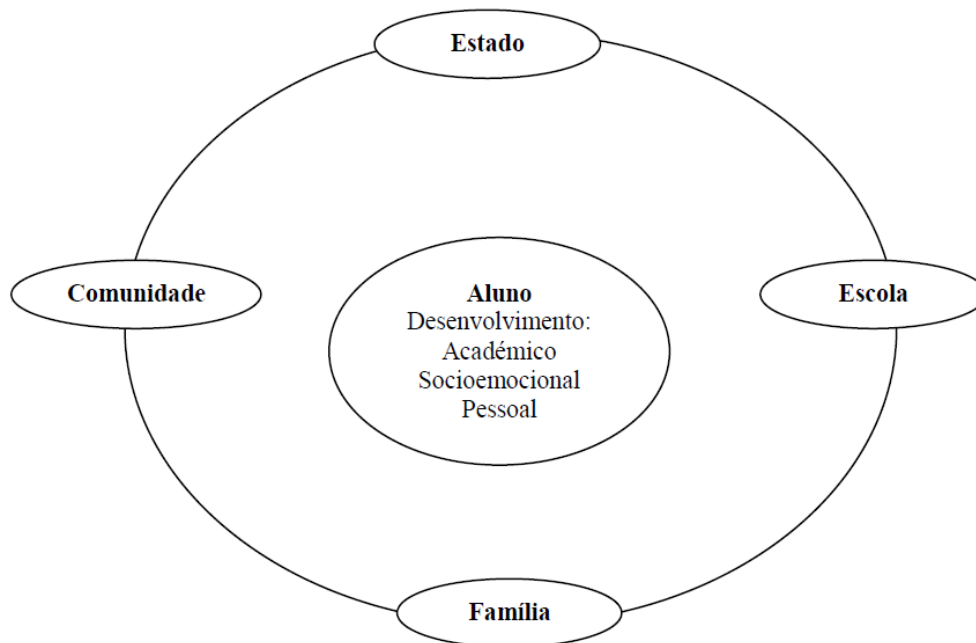 Estado
Comunidade
Aluno
Desenvolvimento:
Académico
Socioemocional
Pessoal
Escola
Família